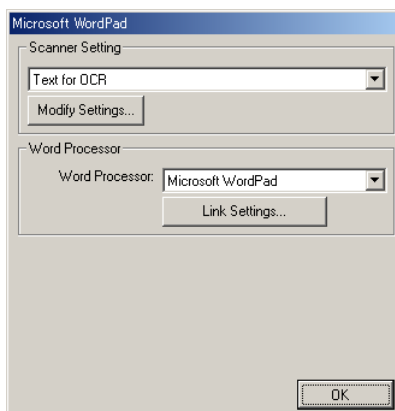 Microsoft WordPad
Scanner Setting
Text for OCR
Modify Settings...
Word Processor
Word Processor: Microsoft WordPad
Link Settings...
OK